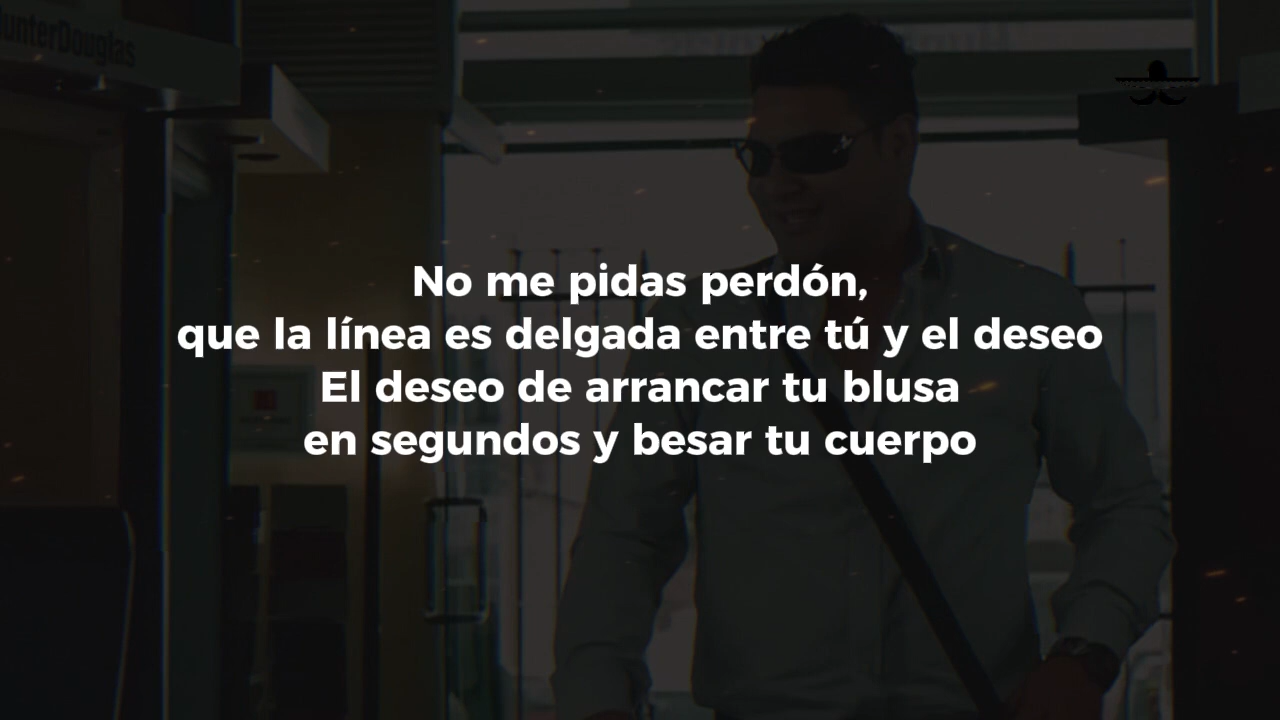 HunterDouglas
No me pidas perdón,
que la línea es delgada entre tú y el deseo
El deseo de arrancar tu blusa
en segundos y besar tu cuerpo